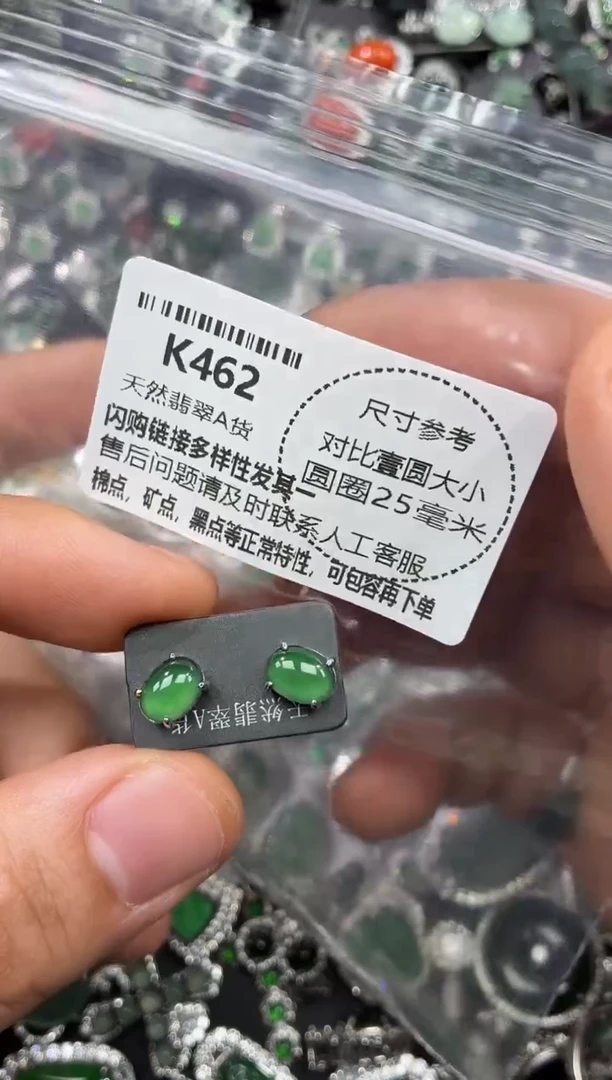 K462
天然翡翠A货
闪购链接多样性发其一
售后问题请及时联系人工客服
棉点，矿点，黑点等正常特性，可包容再下单
尺寸参考
对比壹圆大小
圆圈25毫米
天然翡翠A货